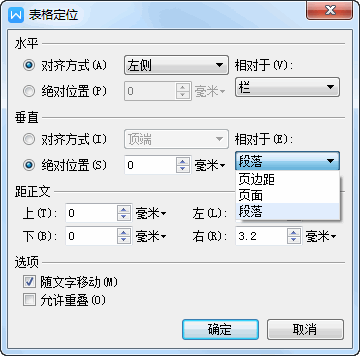 表格定位
水平
对齐方式(A) 左侧 相对于(V):
绝对位置(P) 0 毫米 栏
垂直
对齐方式(I) 顶端 相对于(E):
绝对位置(S) 0 毫米 段落
页边距
页面
段落
距正文
上(T): 0 毫米 左(L):
下(B): 0 毫米 右(R): 3.2 毫米
选项
随文字移动(M)
允许重叠(O)
确定 取消